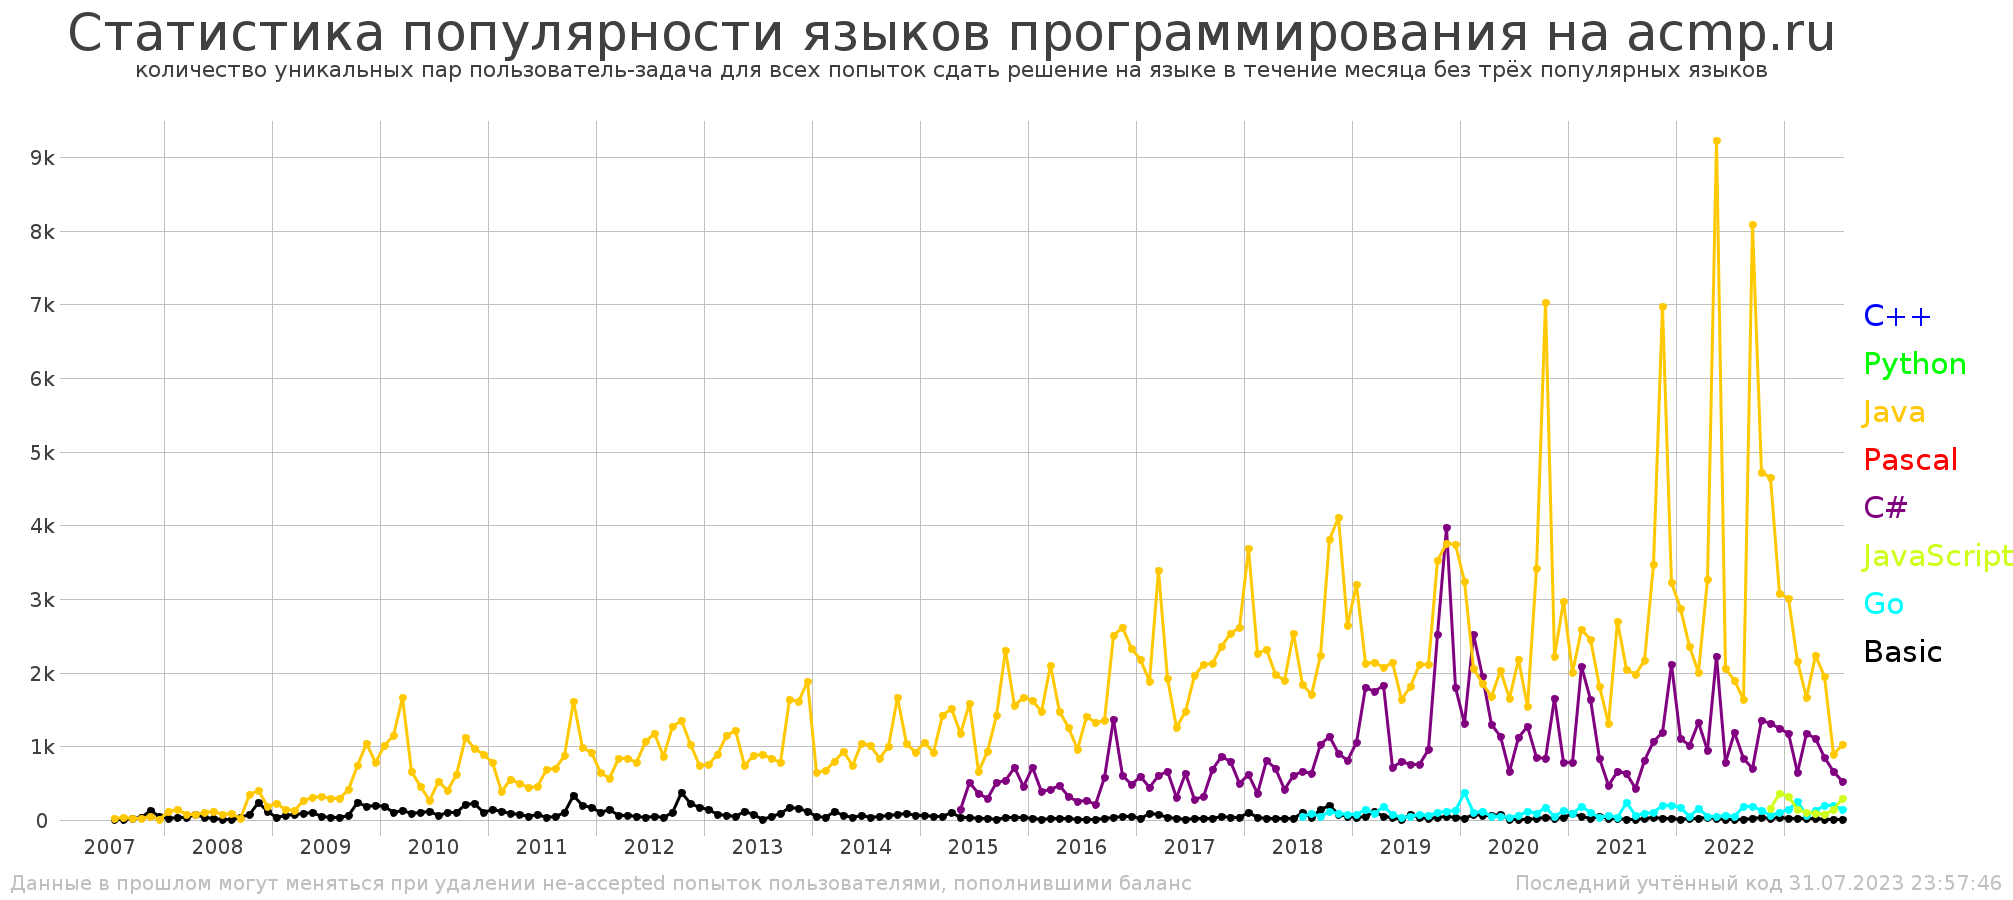 Статистика популярности языков программирования на acmp.ru
количество уникальных пар пользователь-задача для всех попыток сдать решение на языке в течение месяца без трёх популярных языков
9k
8k
7k
6k
5k
4k
3k
2k
1k
0
2007 2008 2009 2010 2011 2012 2013 2014 2015 2016 2017 2018 2019 2020 2021 2022
C++
Python
Java
Pascal
C#
JavaScript
Go
Basic
Данные в прошлом могут меняться при удалении не-accepted попыток пользователями, пополнившими баланс
Последний учтённый код 31.07.2023 23:57:46